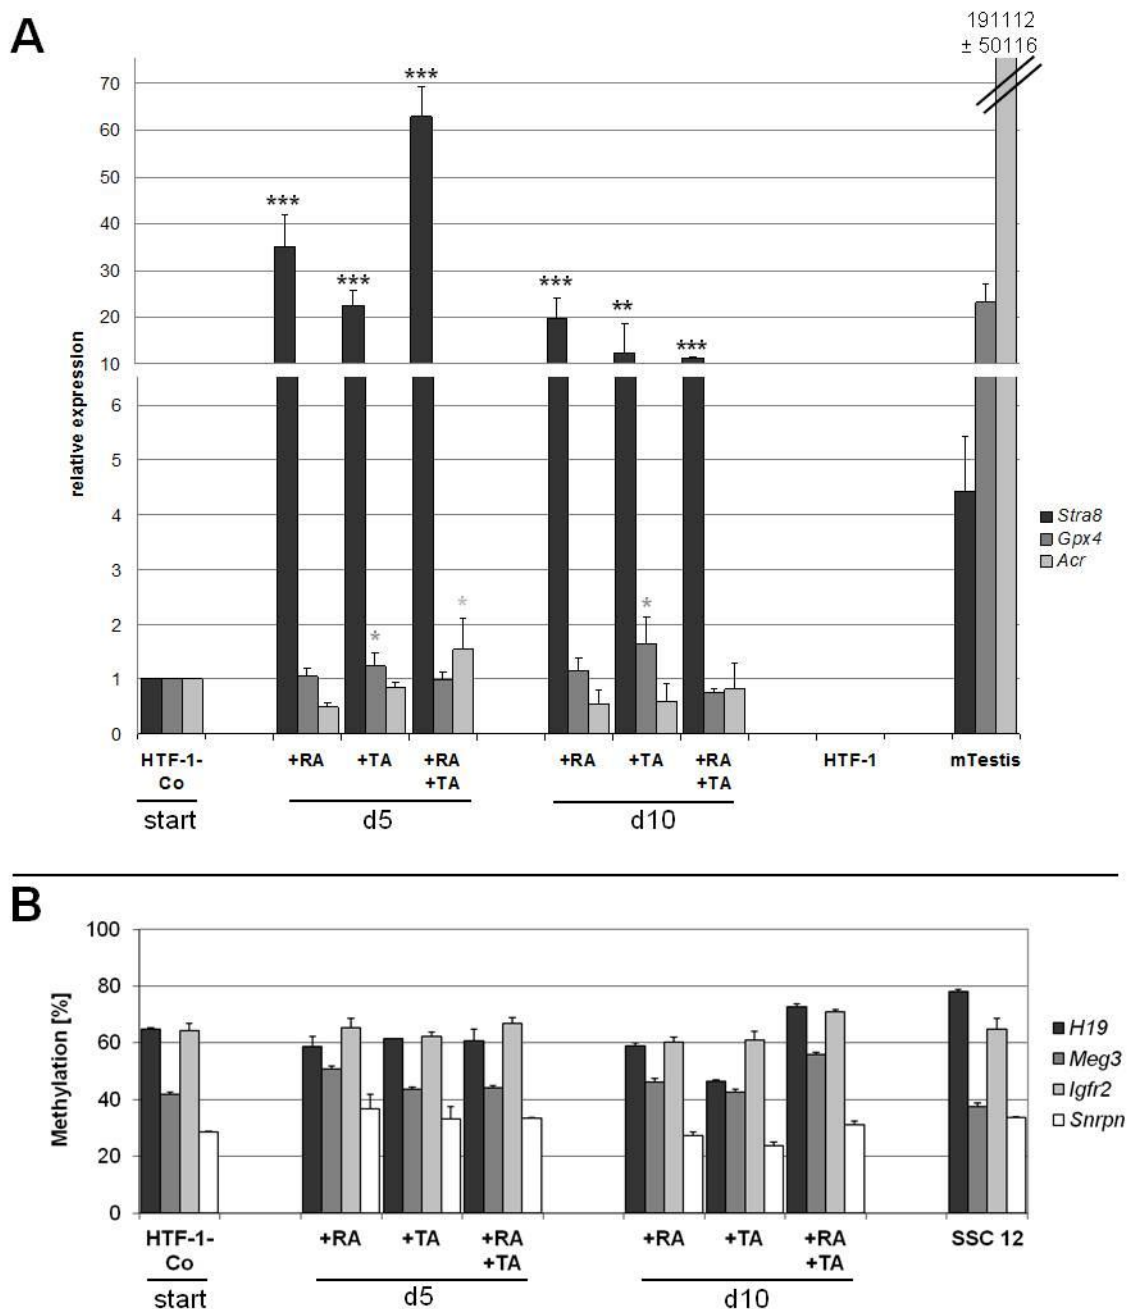 A
191112
± 50116
70
60
50
40
30
20
10
6
5
4
3
2
1
0
relative expression
***
***
***
***
**
***
*
*
*
Stra8
Gpx4
Acr
HTF-1-
Co
+RA
+TA
+RA
+TA
+RA
+TA
+RA
+TA
HTF-1
mTestis
start
d5
d10
B
100
80
60
40
20
0
Methylation [%]
H19
Meg3
Igfr2
Snrpn
HTF-1-
Co
+RA
+TA
+RA
+TA
+RA
+TA
+RA
+TA
SSC 12
start
d5
d10